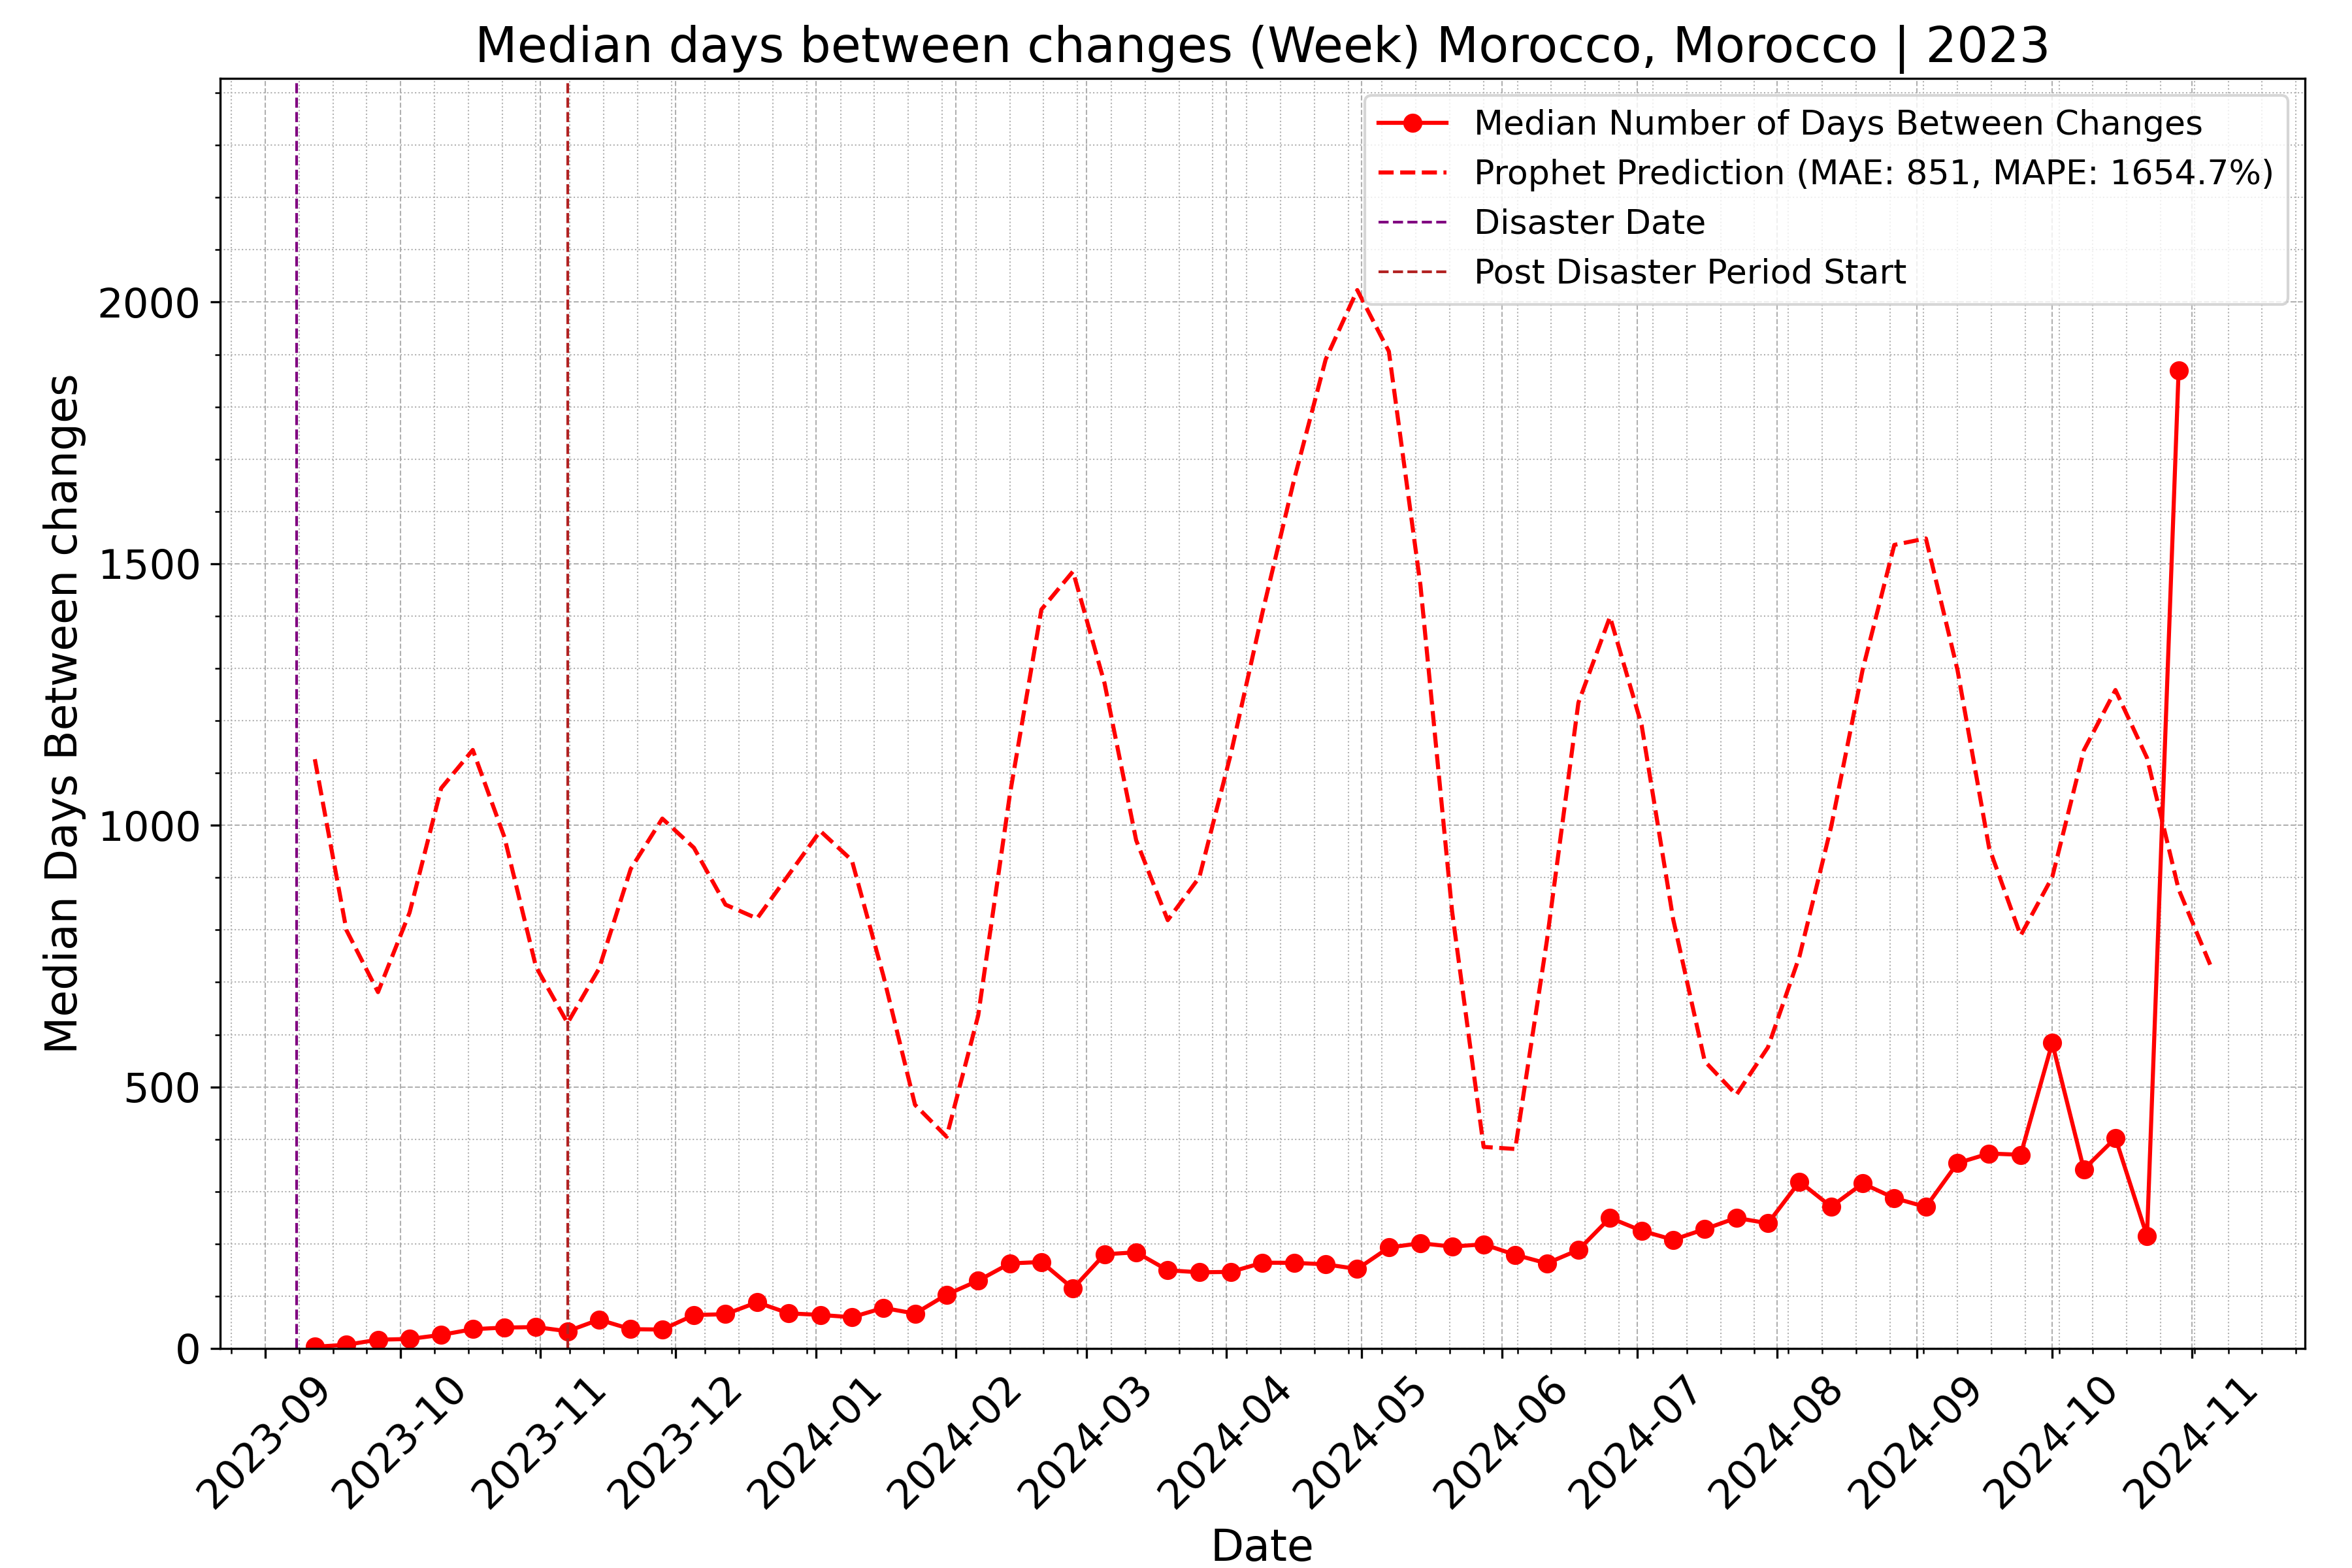 Median days between changes (Week) Morocco, Morocco | 2023
Median Number of Days Between Changes
Prophet Prediction (MAE: 851, MAPE: 1654.7%)
Disaster Date
Post Disaster Period Start
Median Days Between changes
2000
1500
1000
500
0
2023-09
2023-10
2023-11
2023-12
2024-01
2024-02
2024-03
2024-04
2024-05
2024-06
2024-07
2024-08
2024-09
2024-10
2024-11
Date